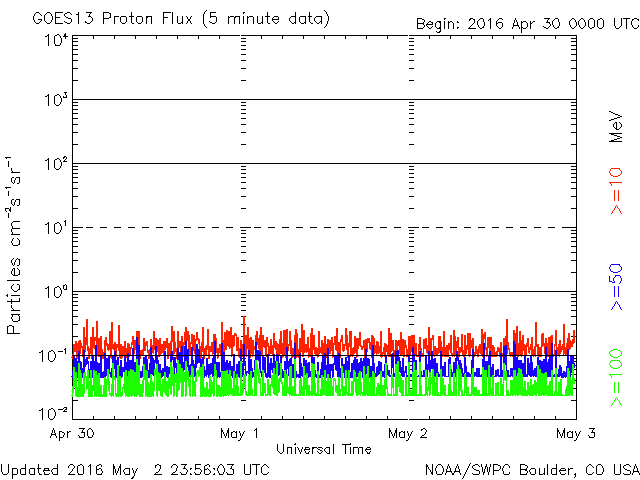 GOES13 Proton Flux (5 minute data)
Begin: 2016 Apr 30 0000 UTC
Particles cm⁻²s⁻¹sr⁻¹
10⁴
10³
10²
10¹
10⁰
10⁻¹
10⁻²
Apr 30 May 1 May 2 May 3
Universal Time
MeV
>=10
>=50
>=100
Updated 2016 May 2 23:56:03 UTC
NOAA/SWPC Boulder, CO USA